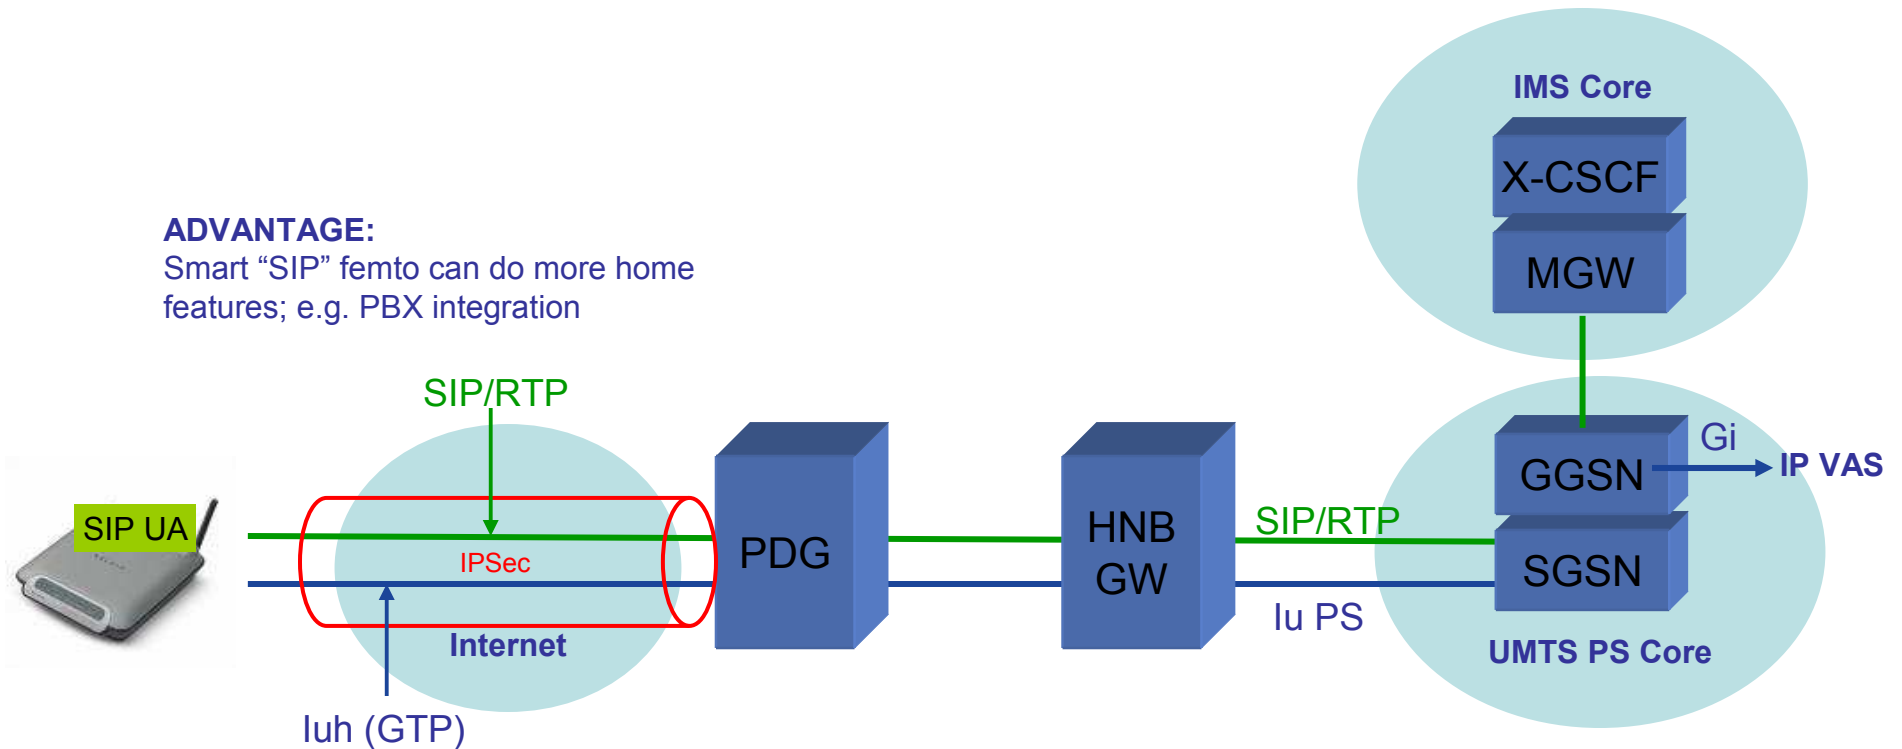 IMS Core
X-CSCF
MGW
ADVANTAGE:
Smart “SIP” femto can do more home
features; e.g. PBX integration
SIP/RTP
SIP UA
IPSec
Internet
Iuh (GTP)
PDG
HNB
GW
SIP/RTP
Iu PS
GGSN
Gi
IP VAS
SGSN
UMTS PS Core